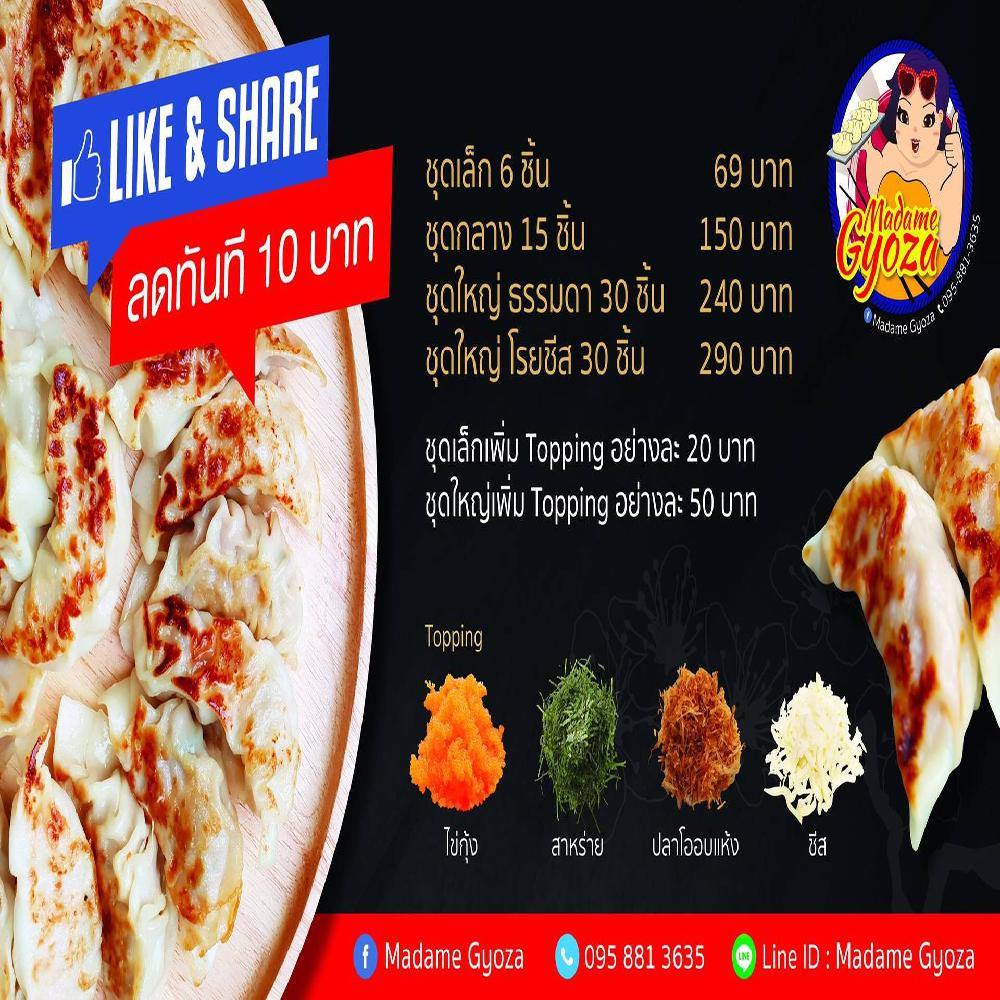 LIKE & SHARE
ลดทันที 10 บาท
ชุดเล็ก 6 ชิ้น 69 บาท
ชุดกลาง 15 ชิ้น 150 บาท
ชุดใหญ่ ธรรมดา 30 ชิ้น 240 บาท
ชุดใหญ่ โรยชีส 30 ชิ้น 290 บาท
ชุดเล็กเพิ่ม Topping อย่างละ 20 บาท
ชุดใหญ่เพิ่ม Topping อย่างละ 50 บาท
Madame
Gyoza
Madame Gyoza 095-881-3635
Topping
ไข่กุ้ง สาหร่าย ปลาโออบแห้ง ชีส
f Madame Gyoza 095 881 3635 LINE Line ID : Madame Gyoza